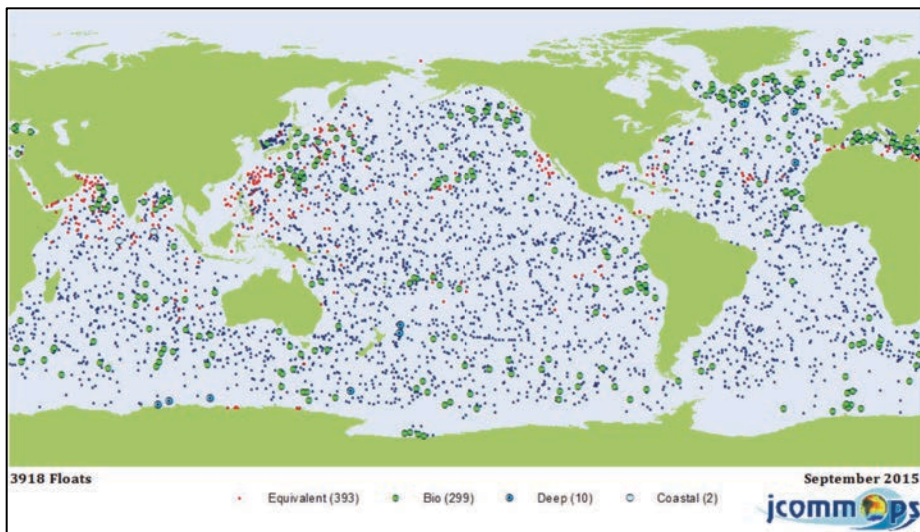 3918 Floats
September 2015
Equivalent (393) Bio (299) Deep (10) Coastal (2)
jcommops